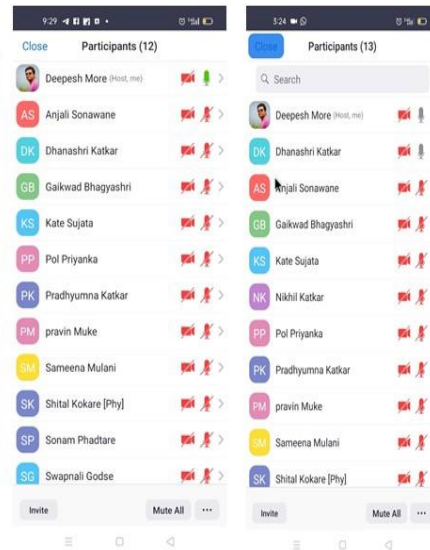 9:29
Close Participants (12)
Deepesh More (Host, me)
AS Anjali Sonawane
DK Dhanashri Katkar
GB Gaikwad Bhagyashri
KS Kate Sujata
PP Pol Priyanka
PK Pradhyumna Katkar
PM pravin Muke
SM Sameena Mulani
SK Shital Kokare [Phy]
SP Sonam Phadtare
SG Swapnali Godse
Invite Mute All ...
5:24
Close Participants (13)
Search
Deepesh More (Host, me)
DK Dhanashri Katkar
AS Anjali Sonawane
GB Gaikwad Bhagyashri
KS Kate Sujata
NK Nikhil Katkar
PP Pol Priyanka
PK Pradhyumna Katkar
PM pravin Muke
SM Sameena Mulani
SK Shital Kokare [Phy]
Invite Mute All ...